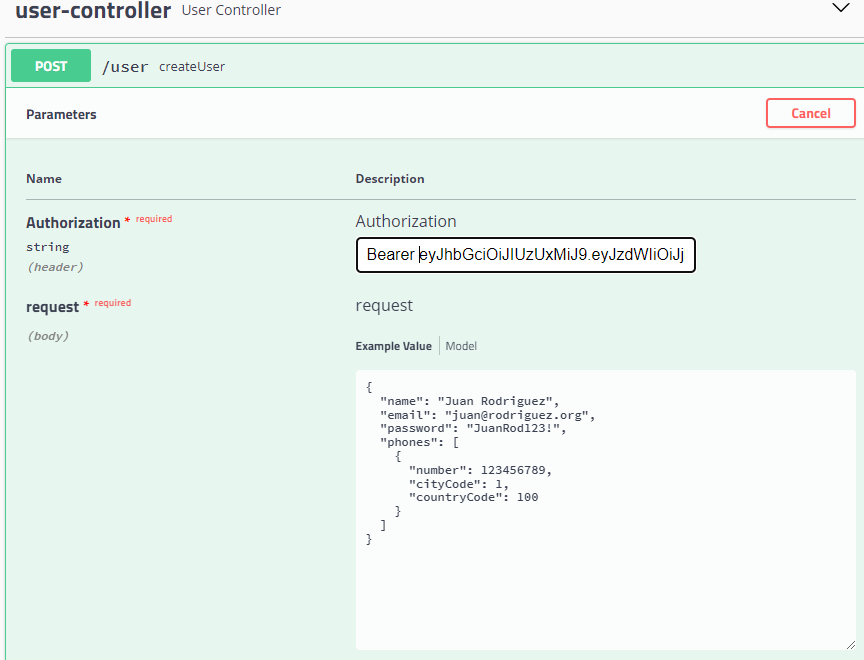 user-controller User Controller
POST /user createUser
Parameters Cancel
Name Description
Authorization * required Authorization
string Bearer eyJhbGciOiJIUzUxMiJ9.eyJzdWIiOiJj
(header)
request * required request
(body)
Example Value Model
{
"name": "Juan Rodriguez",
"email": "juan@rodriguez.org",
"password": "JuanRod123!",
"phones": [
{
"number": 123456789,
"cityCode": 1,
"countryCode": 100
}
]
}